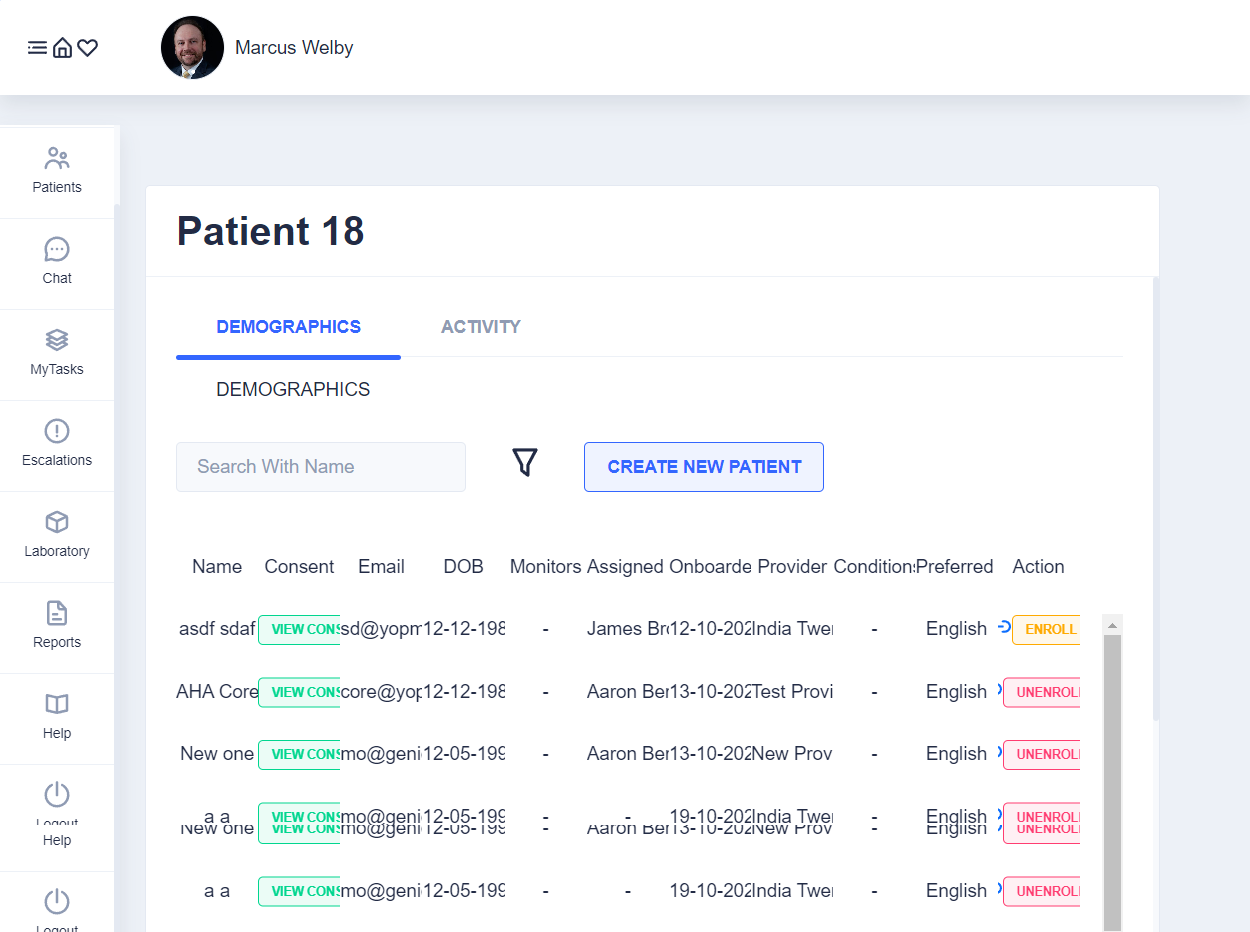 Marcus Welby
Patients
Chat
MyTasks
Escalations
Laboratory
Reports
Help
Logout
Help
Logout
Patient 18
DEMOGRAPHICS ACTIVITY
DEMOGRAPHICS
Search With Name CREATE NEW PATIENT
Name Consent Email DOB Monitors Assigned Onboarde Provider Condition: Preferred Action
asdf sdaf VIEW CONS sd@yopm 12-12-198 - James Bro 12-10-202 India Twer - English ENROLL
AHA Core VIEW CONS core@yop 12-12-198 - Aaron Ber 13-10-202 Test Provi - English UNENROLL
New one VIEW CONS mo@geni 12-05-199 - Aaron Ber 13-10-202 New Prov - English UNENROLL
a a VIEW CONS mo@geni 12-05-199 - - 19-10-202 India Twer - English UNENROLL
New one VIEW CONS mo@geni 12-05-199 - Aaron Ber 13-10-202 New Prov - English UNENROLL
a a VIEW CONS mo@geni 12-05-199 - - 19-10-202 India Twer - English UNENROLL